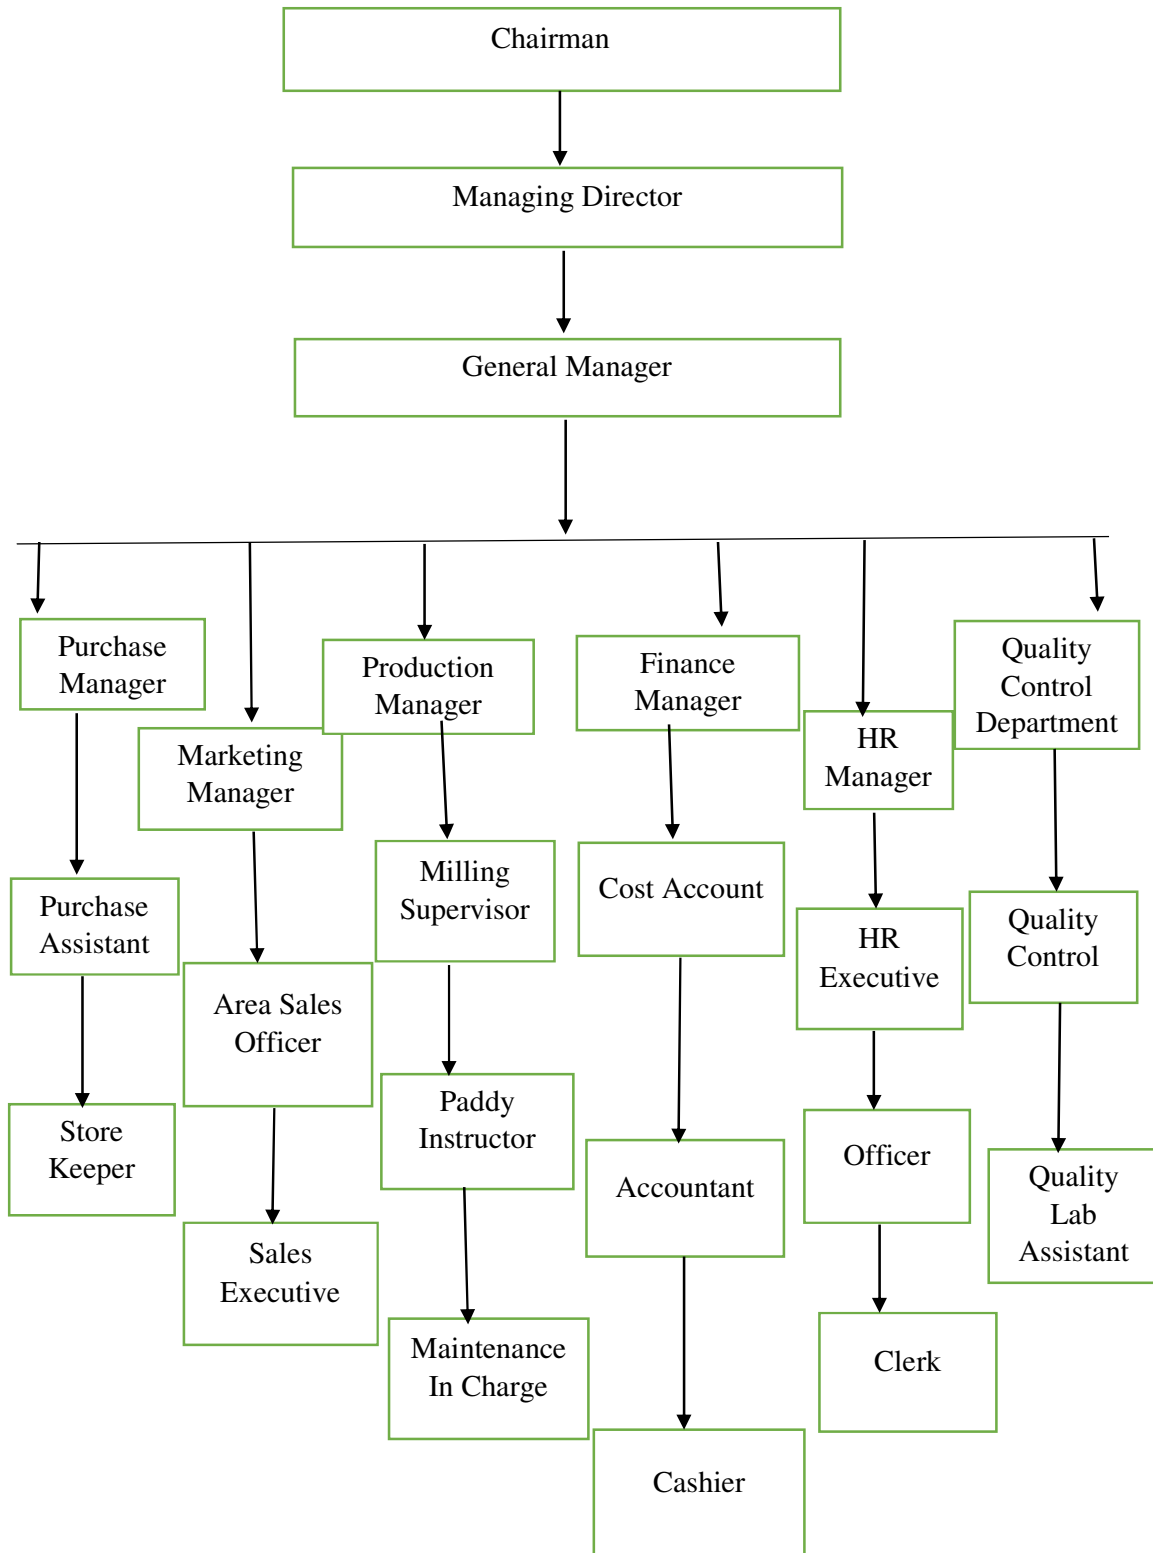 Chairman
Managing Director
General Manager
Purchase
Manager
Marketing
Manager
Production
Manager
Finance
Manager
HR
Manager
Quality
Control
Department
Purchase
Assistant
Area Sales
Officer
Milling
Supervisor
Cost Account
HR
Executive
Quality
Control
Store
Keeper
Sales
Executive
Paddy
Instructor
Accountant
Officer
Quality
Lab
Assistant
Maintenance
In Charge
Cashier
Clerk